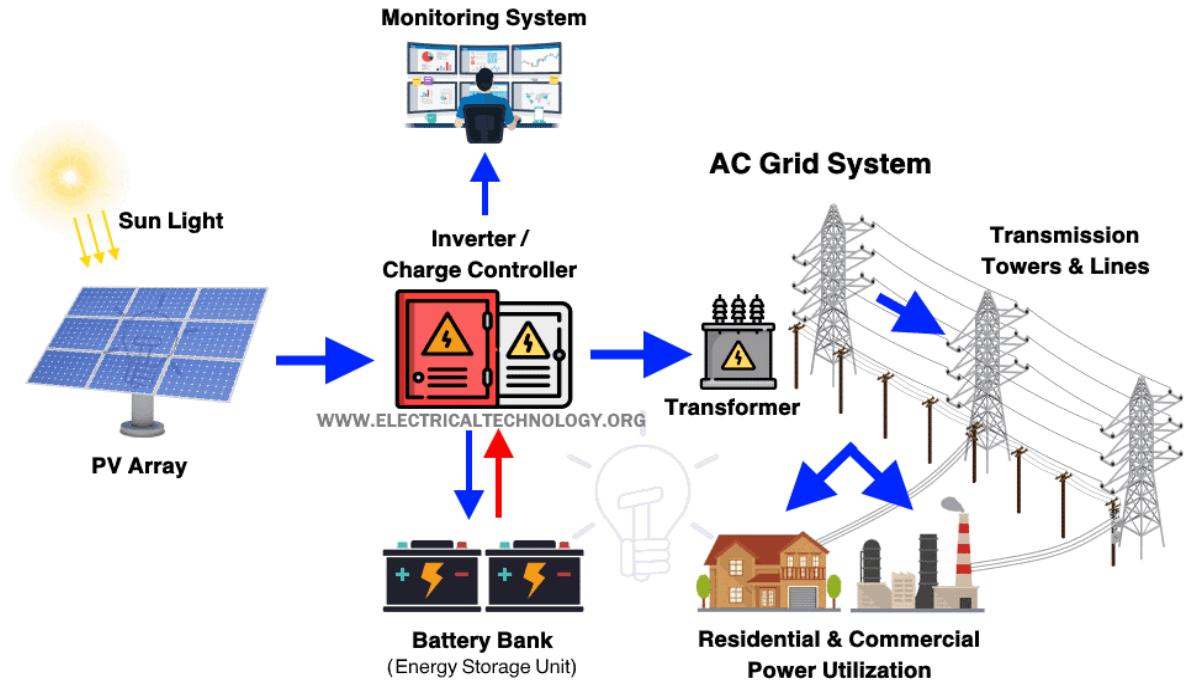 Monitoring System
AC Grid System
Sun Light
Inverter /
Charge Controller
Transmission
Towers & Lines
Transformer
WWW.ELECTRICALTECHNOLOGY.ORG
PV Array
+ - + -
Battery Bank
(Energy Storage Unit)
Residential & Commercial
Power Utilization